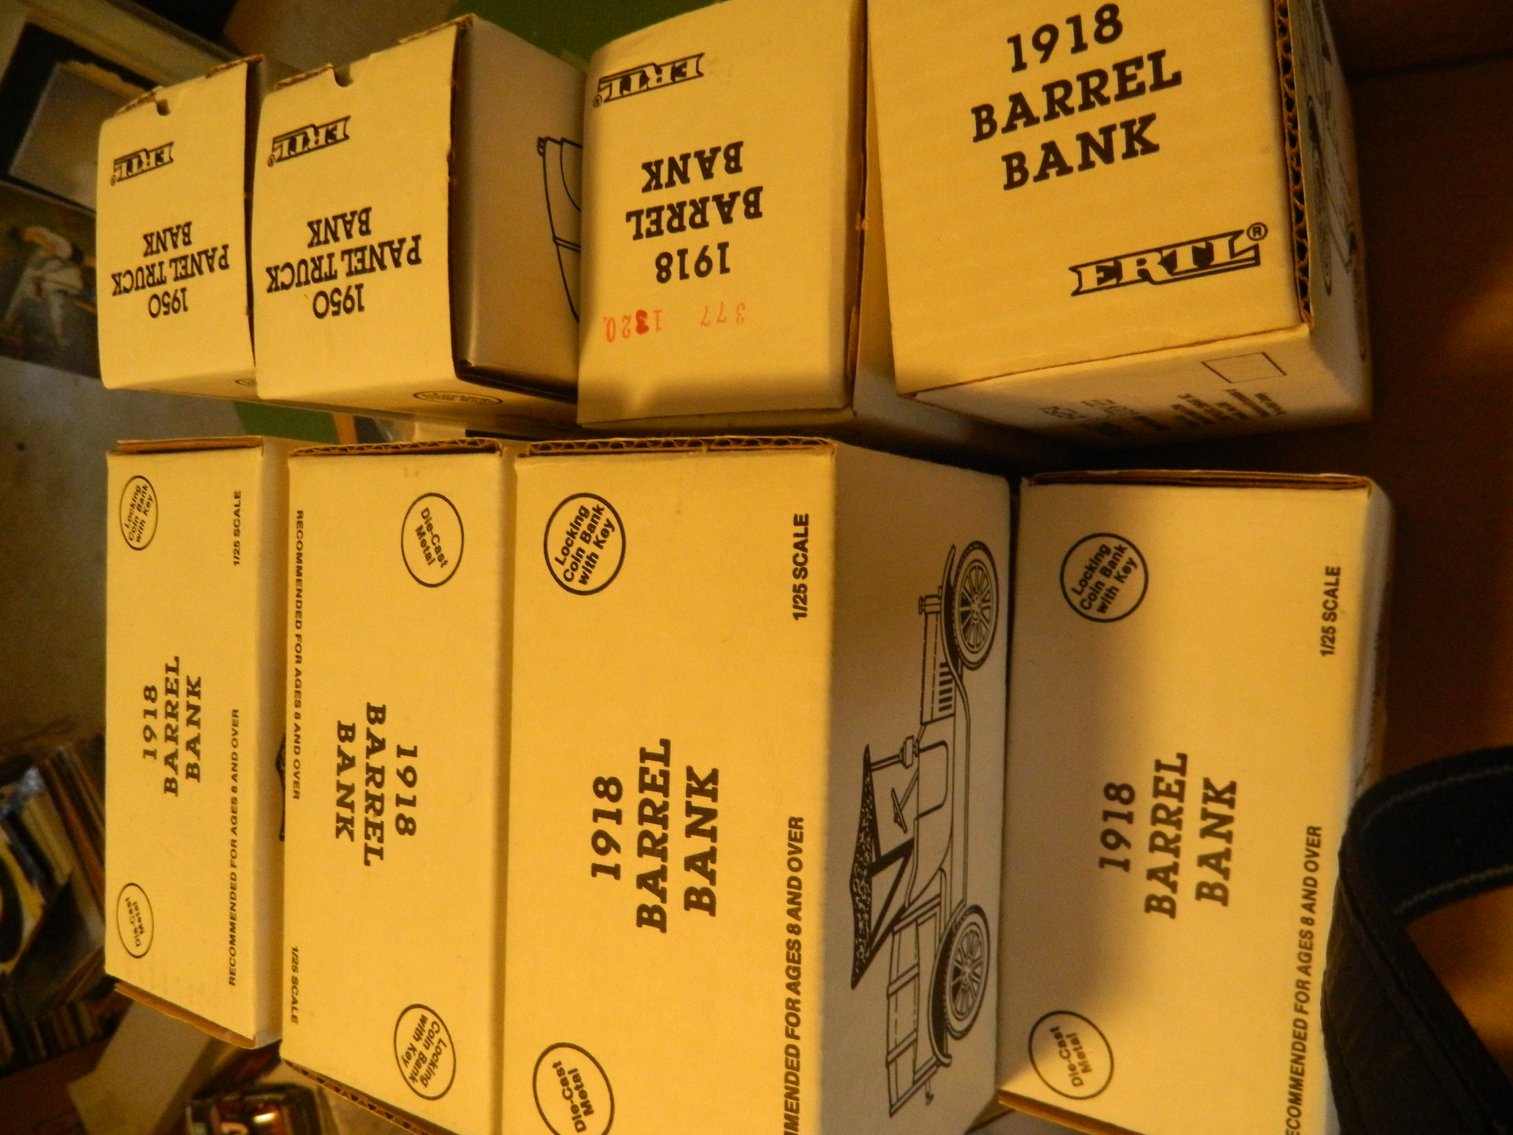 ERTL®
1950
PANEL TRUCK
BANK
ERTL®
1950
PANEL TRUCK
BANK
ERTL®
1918
BARREL
BANK
377
1320
1918
BARREL
BANK
ERTL®
Locking
Coin Bank
with Key
1/25 SCALE
1918
BARREL
BANK
Die-Cast
Metal
RECOMMENDED FOR AGES 8 AND OVER
Die-Cast
Metal
RECOMMENDED FOR AGES 8 AND OVER
1918
BARREL
BANK
1/25 SCALE
Locking
Coin Bank
with Key
Locking
Coin Bank
with Key
1/25 SCALE
1918
BARREL
BANK
Die-Cast
Metal
MMENDED FOR AGES 8 AND OVER
Locking
Coin Bank
with Key
1/25 SCALE
1918
BARREL
BANK
Die-Cast
Metal
ECOMMENDED FOR AGES 8 AND OVER